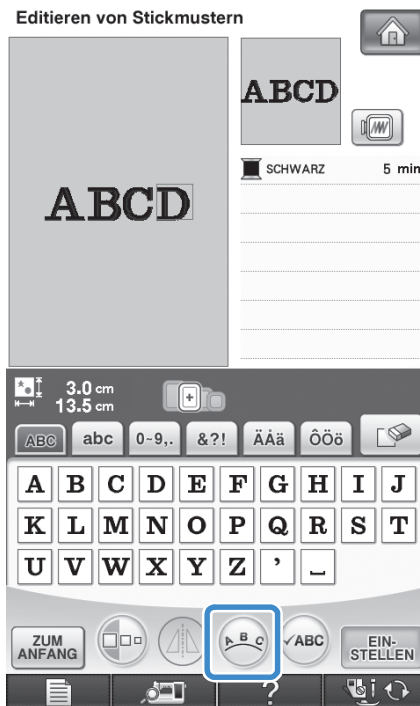 Editieren von Stickmustern
ABCD
ABCD
SCHWARZ 5 min
3.0 cm
13.5 cm
ABC abc 0~9,. &?! ÄÅä ÔÖö
A B C D E F G H I J
K L M N O P Q R S T
U V W X Y Z ’ ⎵
ZUM ANFANG
A B C
✓ABC
EIN-
STELLEN
?